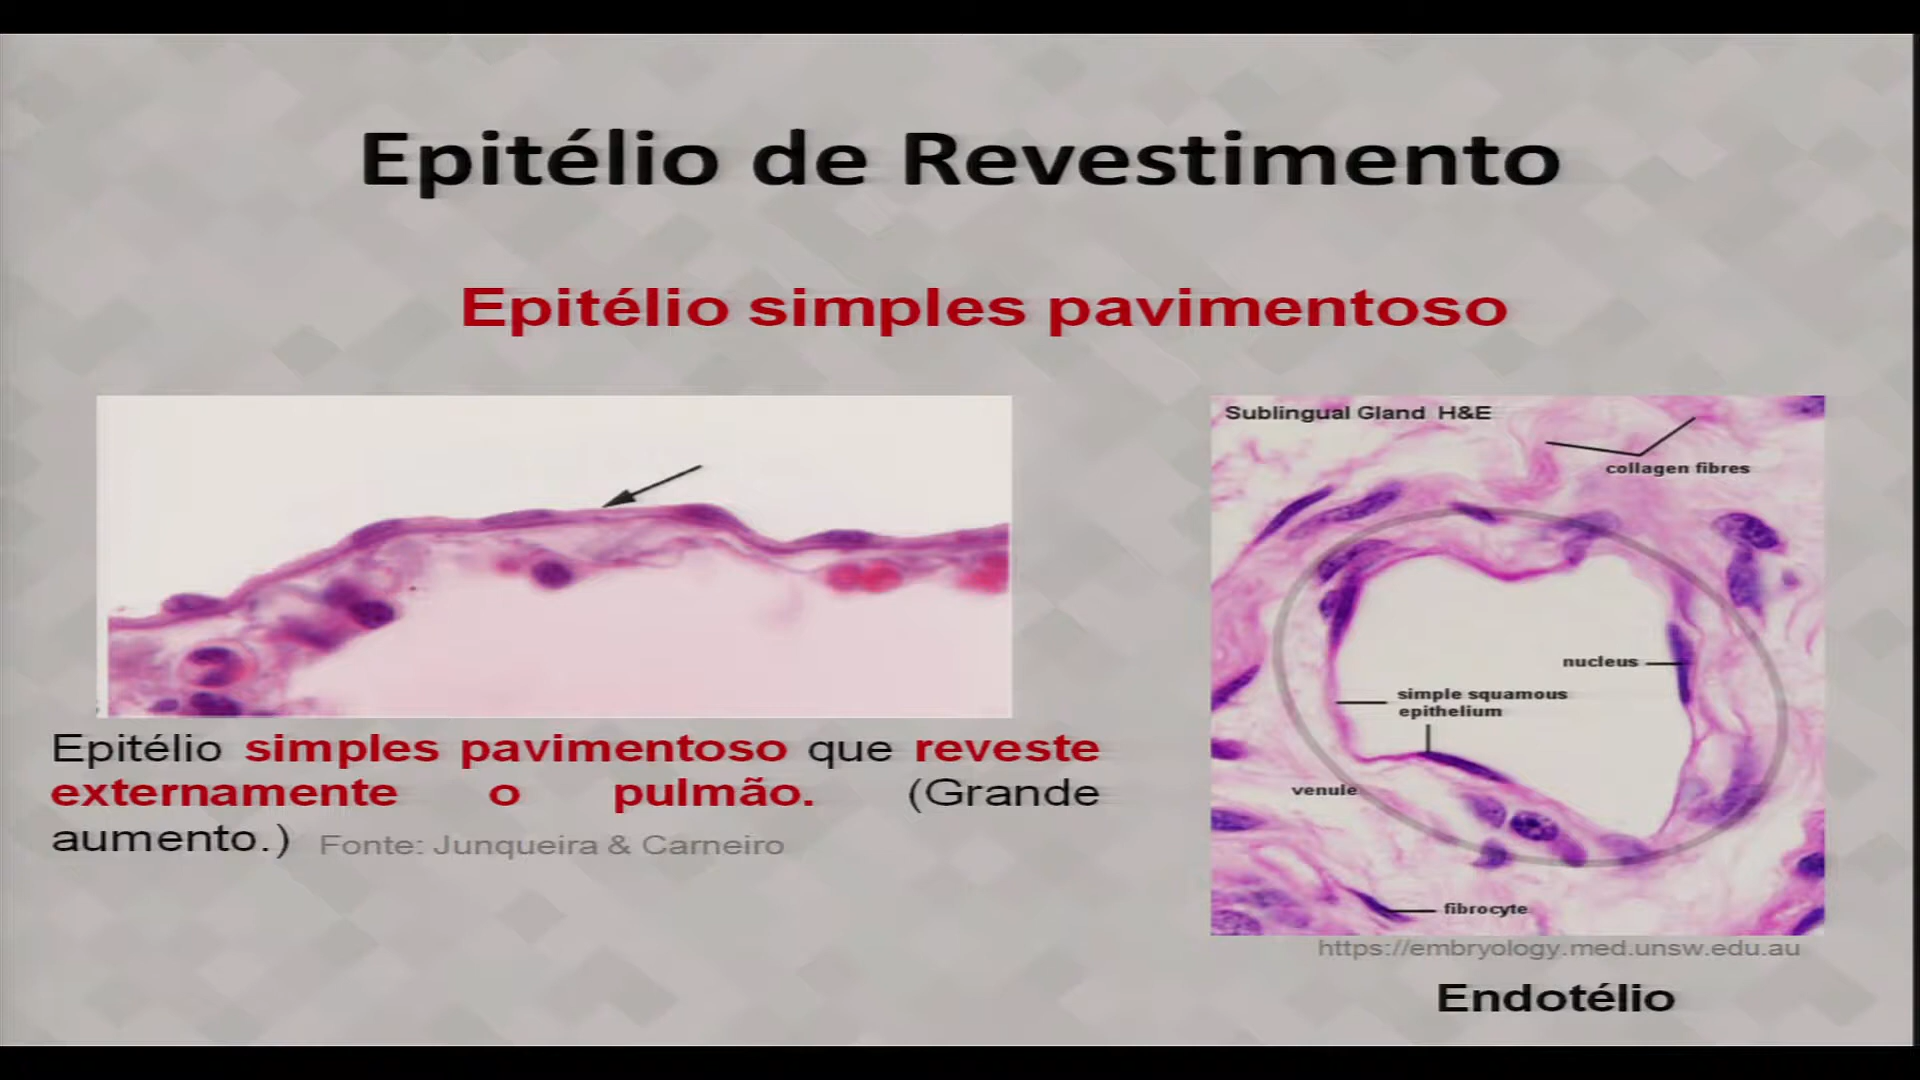 Epitélio de Revestimento
Epitélio simples pavimentoso
Epitélio simples pavimentoso que reveste
externamente o pulmão. (Grande
aumento.) Fonte: Junqueira & Carneiro
Sublingual Gland H&E
collagen fibres
nucleus
simple squamous
epithelium
venule
fibrocyte
https://embryology.med.unsw.edu.au
Endotélio